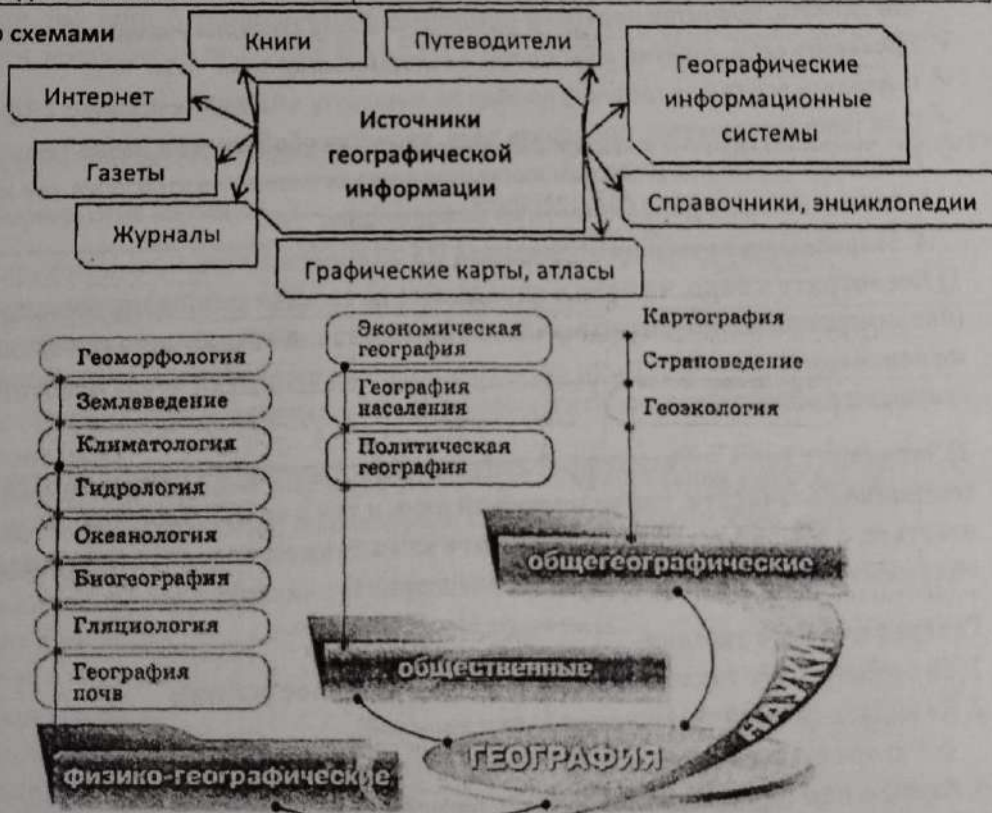 схемами
Книги
Путеводители
Географические
информационные
системы
Интернет
Источники
географической
информации
Газеты
Справочники, энциклопедии
Журналы
Графические карты, атласы
Геоморфология
Землеведение
Климатология
Гидрология
Океанология
Биогеография
Гляциология
География
почв
физико-географические
Экономическая
география
География
населения
Политическая
география
общественные
Картография
Страноведение
Геоэкология
общегеографические
ГЕОГРАФИЯ
НАУКИ